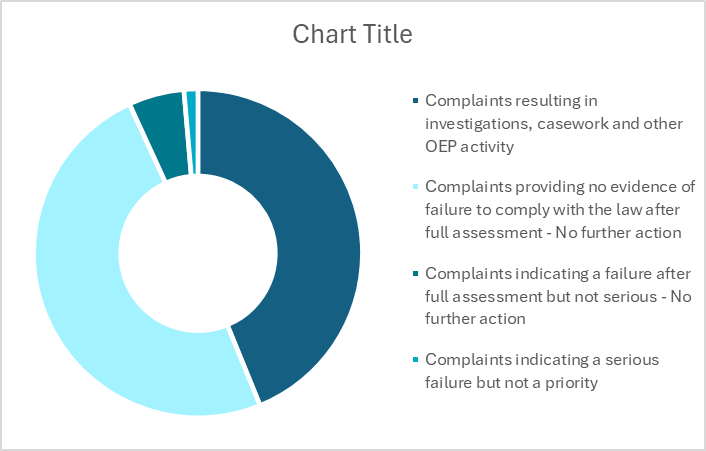 Chart Title
Complaints resulting in
investigations, casework and other
OEP activity
Complaints providing no evidence of
failure to comply with the law after
full assessment - No further action
Complaints indicating a failure after
full assessment but not serious - No
further action
Complaints indicating a serious
failure but not a priority